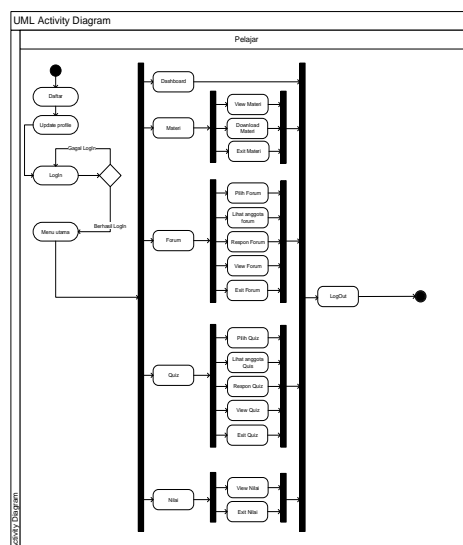 UML Activity Diagram
Pelajar
Daftar
Update profile
Gagal LogIn
LogIn
Berhasil LogIn
Menu utama
Dashboard
Materi
View Materi
Download
Materi
Exit Materi
Forum
Pilih Forum
Lihat anggota
forum
Respon Forum
View Forum
Exit Forum
Quiz
Pilih Quiz
Lihat anggota
Quis
Respon Quiz
View Quiz
Exit Quiz
Nilai
View Nilai
Exit Nilai
LogOut
Activity Diagram